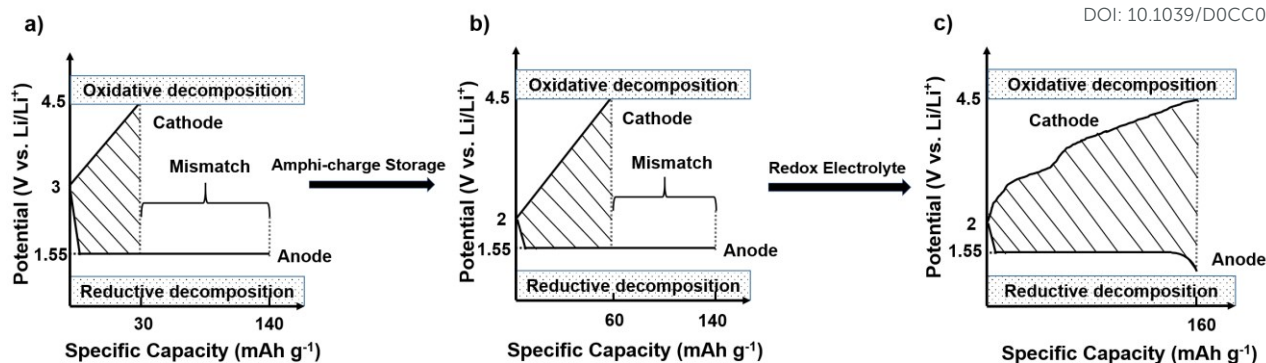 DOI: 10.1039/D0CC0
a)
Potential (V vs. Li/Li⁺)
Oxidative decomposition
4.5
Cathode
Mismatch
3
1.55
Anode
Reductive decomposition
30
140
Specific Capacity (mAh g⁻¹)
Amphi-charge Storage
b)
Potential (V vs. Li/Li⁺)
Oxidative decomposition
4.5
Cathode
Mismatch
2
1.55
Anode
Reductive decomposition
60
140
Specific Capacity (mAh g⁻¹)
Redox Electrolyte
c)
Potential (V vs. Li/Li⁺)
Oxidative decomposition
4.5
Cathode
2
1.55
Anode
Reductive decomposition
160
Specific Capacity (mAh g⁻¹)